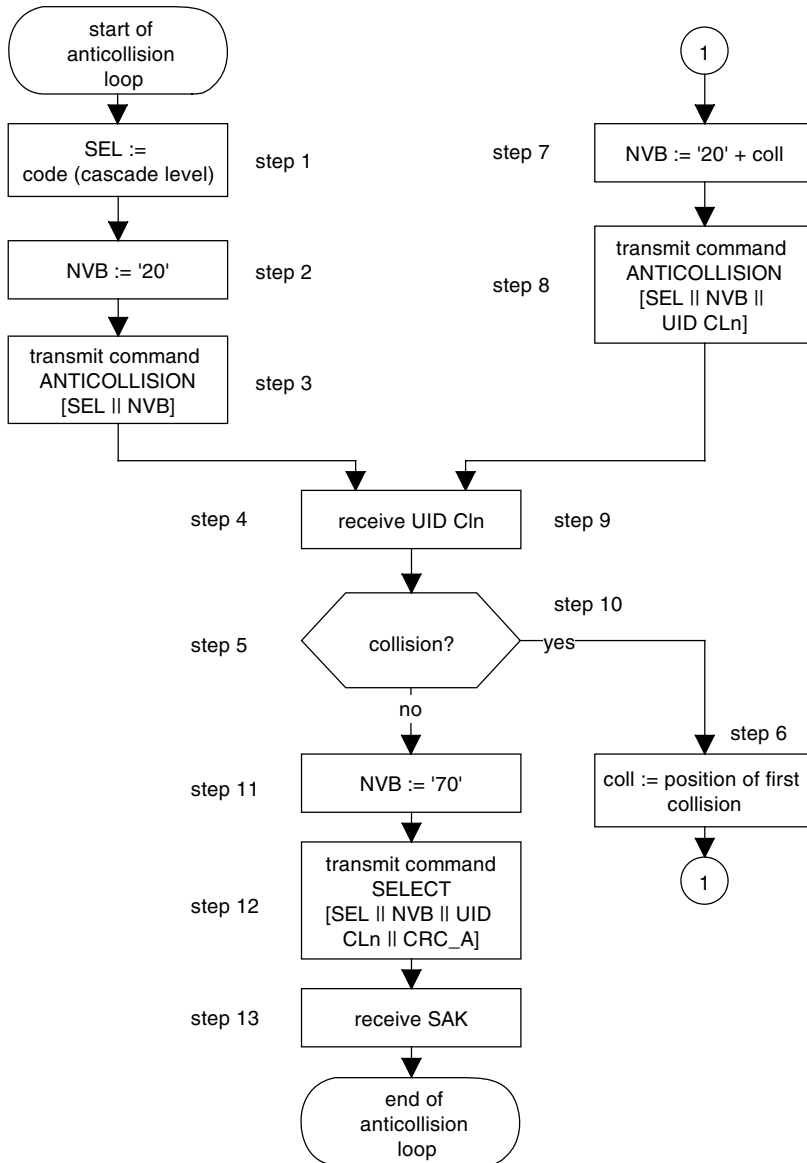 start of
anticollision
loop
SEL :=
code (cascade level)
step 1
NVB := '20'
step 2
transmit command
ANTICOLLISION
[SEL || NVB]
step 3
1
step 7
NVB := '20' + coll
step 8
transmit command
ANTICOLLISION
[SEL || NVB ||
UID CLn]
step 4
receive UID Cln
step 9
step 10
step 5
collision?
yes
no
step 6
coll := position of first
collision
1
step 11
NVB := '70'
step 12
transmit command
SELECT
[SEL || NVB || UID
CLn || CRC_A]
step 13
receive SAK
end of
anticollision
loop